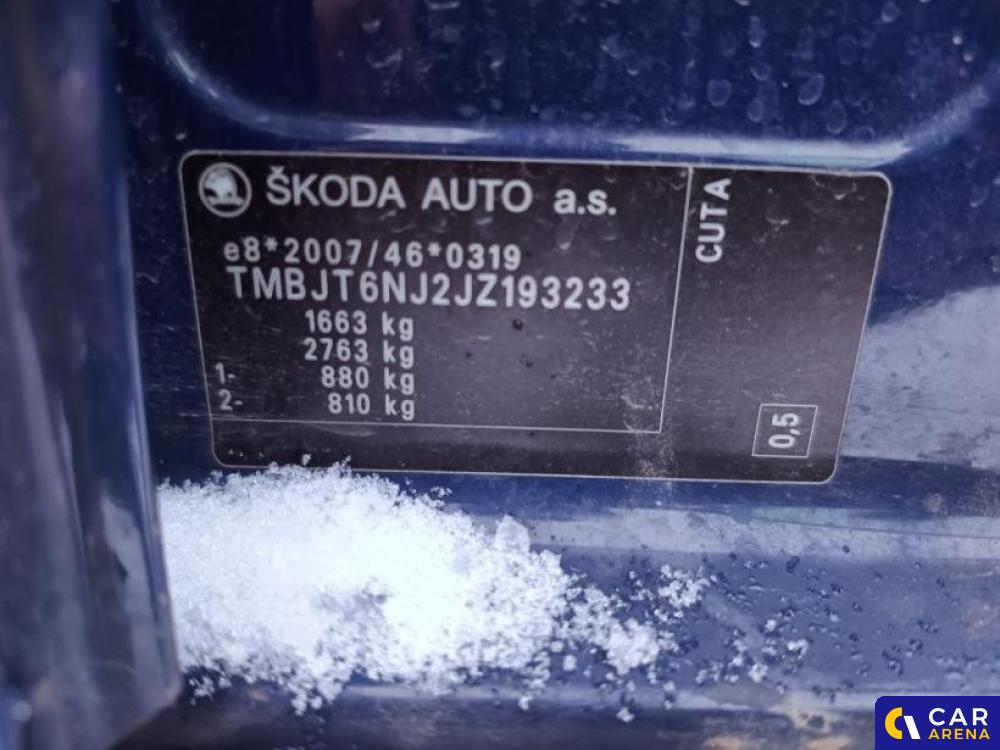 ŠKODA AUTO a.s.
e8*2007/46*0319
TMBJT6NJ2JZ193233
1663 kg
2763 kg
1- 880 kg
2- 810 kg
CUTA
0,5
CAR
ARENA